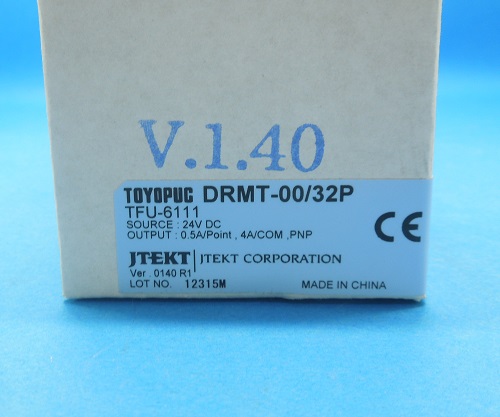 V.1.40
TOYOPUC DRMT-00/32P
TFU-6111
SOURCE : 24V DC
OUTPUT : 0.5A/Point , 4A/COM ,PNP
CE
JTEKT JTEKT CORPORATION
Ver . 0140 R1
LOT NO. 12315M MADE IN CHINA